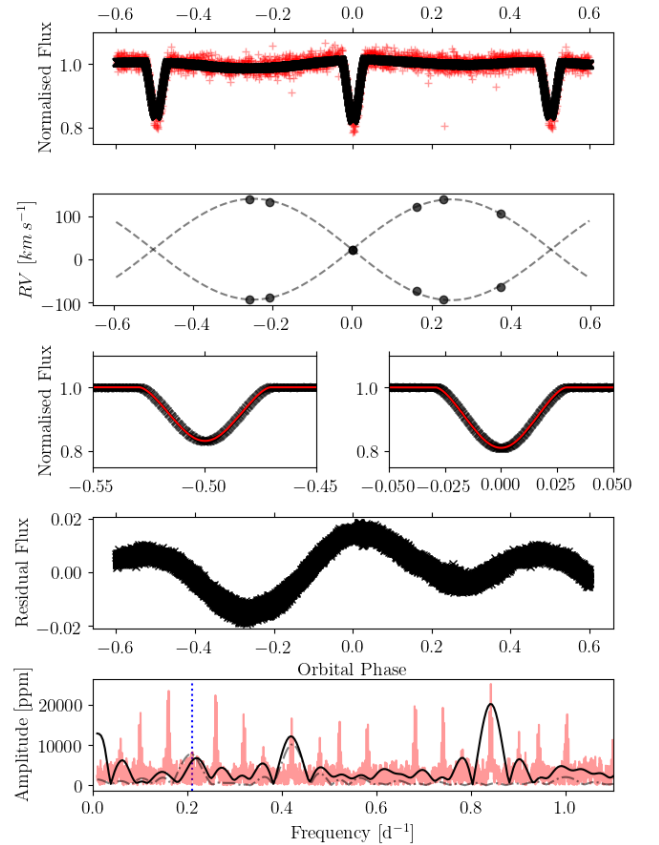 −0.6 −0.4 −0.2 0.0 0.2 0.4 0.6
Normalised Flux
1.0
0.8
RV [km s−1]
100
0
−100
−0.6 −0.4 −0.2 0.0 0.2 0.4 0.6
Normalised Flux
1.0
0.8
−0.55 −0.50 −0.45
1.0
0.8
−0.050 −0.025 0.000 0.025 0.050
Residual Flux
0.02
0.00
−0.02
−0.6 −0.4 −0.2 0.0 0.2 0.4 0.6
Orbital Phase
Amplitude [ppm]
20000
10000
0
0.0 0.2 0.4 0.6 0.8 1.0
Frequency [d−1]